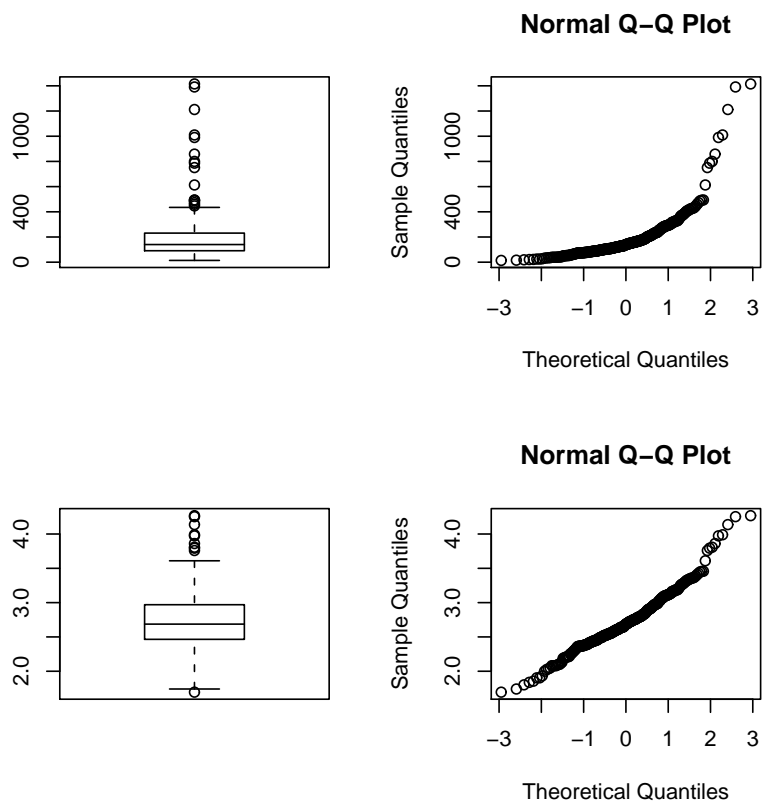 Normal Q−Q Plot
0 400 1000
Sample Quantiles
0 400 1000
−3 −1 0 1 2 3
Theoretical Quantiles
Normal Q−Q Plot
2.0 3.0 4.0
Sample Quantiles
2.0 3.0 4.0
−3 −1 0 1 2 3
Theoretical Quantiles